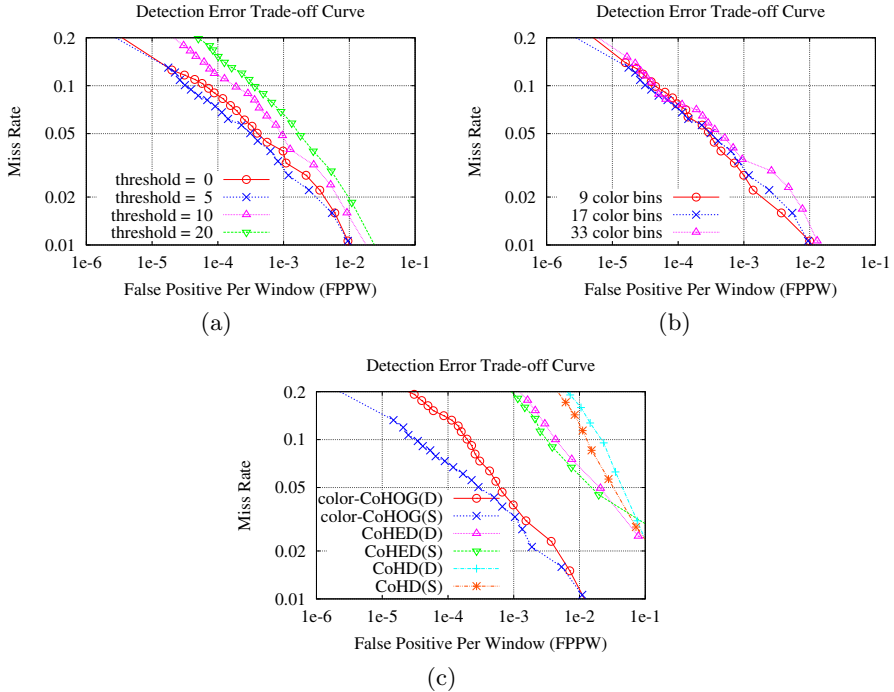 Detection Error Trade-off Curve
0.2
0.1
0.05
0.02
0.01
Miss Rate
threshold = 0
threshold = 5
threshold = 10
threshold = 20
1e-6 1e-5 1e-4 1e-3 1e-2 1e-1
False Positive Per Window (FPPW)
(a)
Detection Error Trade-off Curve
0.2
0.1
0.05
0.02
0.01
Miss Rate
9 color bins
17 color bins
33 color bins
1e-6 1e-5 1e-4 1e-3 1e-2 1e-1
False Positive Per Window (FPPW)
(b)
Detection Error Trade-off Curve
0.2
0.1
0.05
0.02
0.01
Miss Rate
color-CoHOG(D)
color-CoHOG(S)
CoHED(D)
CoHED(S)
CoHD(D)
CoHD(S)
1e-6 1e-5 1e-4 1e-3 1e-2 1e-1
False Positive Per Window (FPPW)
(c)